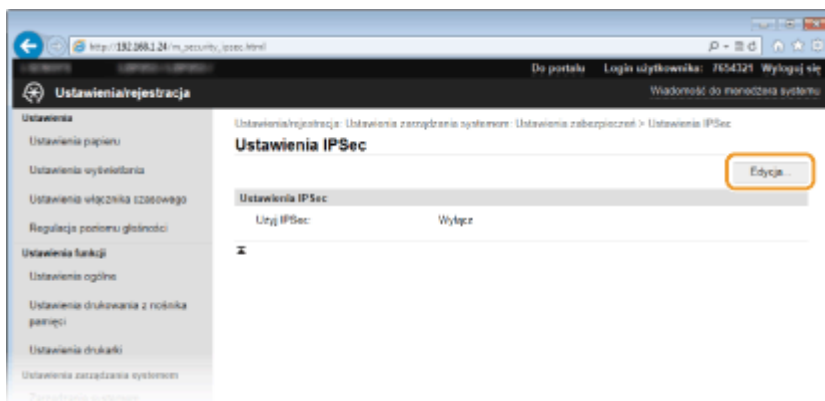 http://192.168.1.24/m_security_ipsec.html
Do portalu Login użytkownika: 7654321 Wyloguj się
Ustawienia/rejestracja
Wiadomość do menedżera systemu
Ustawienia
Ustawienia papieru
Ustawienia wyświetlania
Ustawienia włącznika czasowego
Regulacja poziomu głośności
Ustawienia funkcji
Ustawienia ogólne
Ustawienia drukowania z nośnika
pamięci
Ustawienia drukarki
Ustawienia zarządzania systemem
Zarządzanie systemem
Ustawienia/rejestracja: Ustawienia zarządzania systemem: Ustawienia zabezpieczeń > Ustawienia IPSec
Ustawienia IPSec
Edycja...
Ustawienia IPSec
Użyj IPSec: Wyłącz